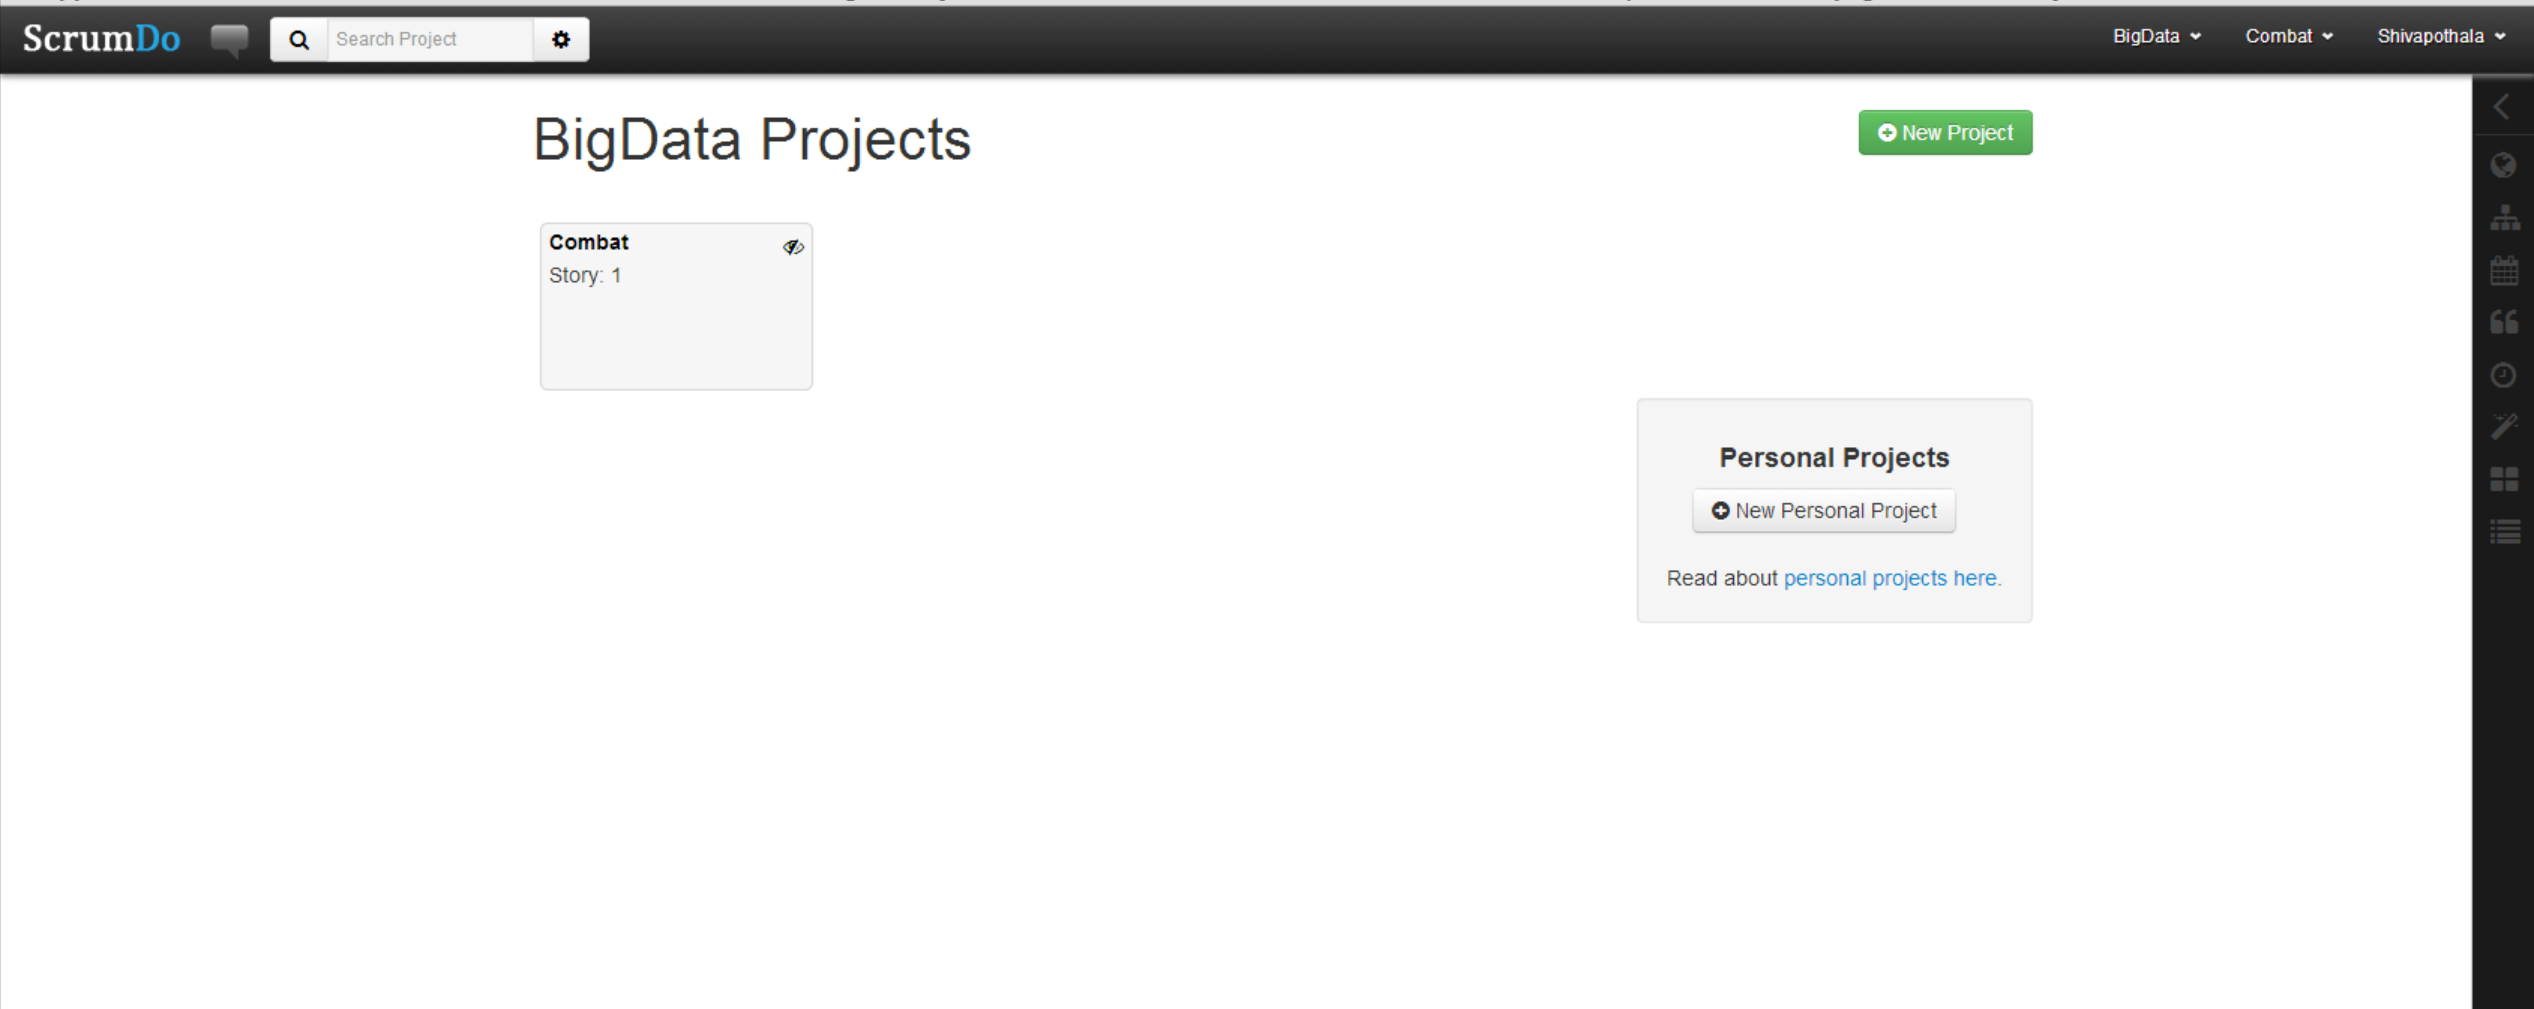 ScrumDo
Search Project
BigData
Combat
Shivapothala
BigData Projects
New Project
Combat
Story: 1
Personal Projects
New Personal Project
Read about personal projects here.